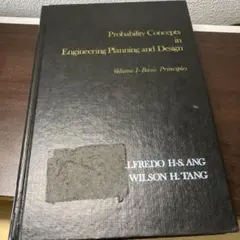 Probability Concepts
in
Engineering Planning and Design
Volume I-Basic Principles
LFREDO H-S. ANG
WILSON H. TANG